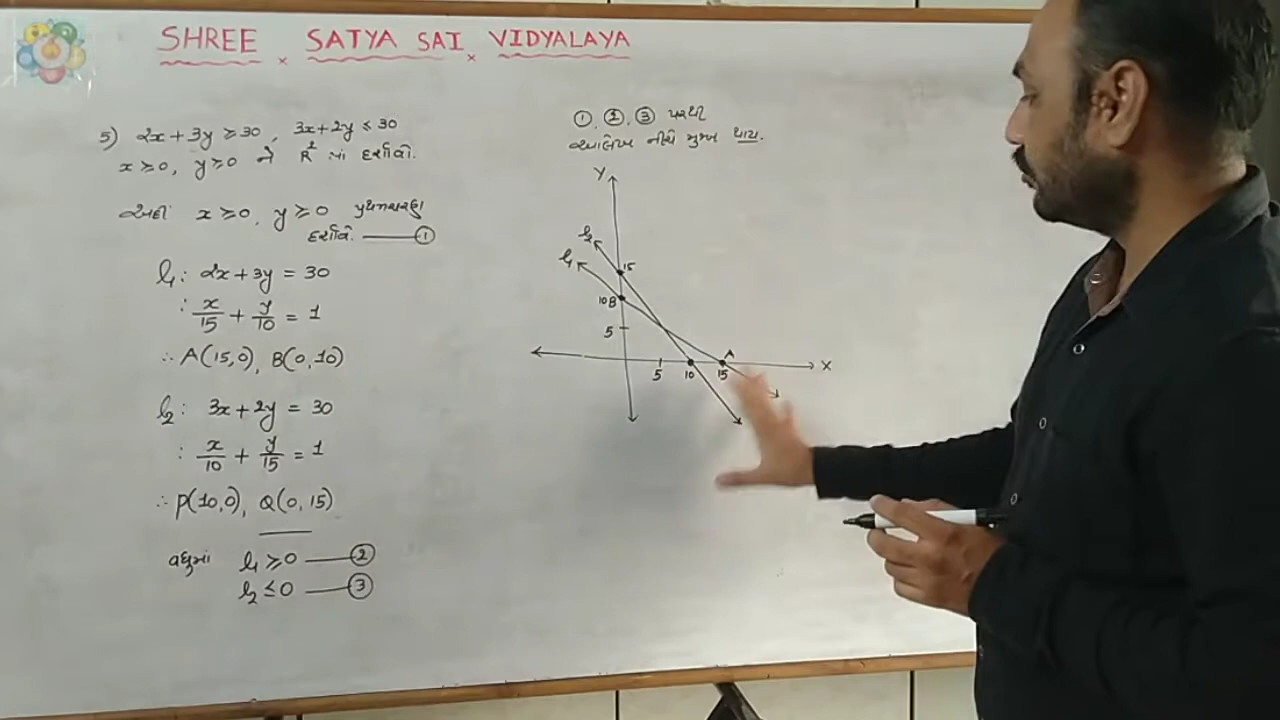 SHREE × SATYA SAI × VIDYALAYA
5) 2x + 3y ≥ 30, 3x + 2y ≤ 30
x ≥ 0, y ≥ 0 ને R² માં દર્શાવો.
અહીં x ≥ 0, y ≥ 0 પ્રથમચરણ
દર્શાવે. ——①
l₁: 2x + 3y = 30
∴ x/15 + y/10 = 1
∴ A(15,0), B(0,10)
l₂: 3x + 2y = 30
∴ x/10 + y/15 = 1
∴ P(10,0), Q(0,15)
વધુમાં l₁ ≥ 0 ——②
l₂ ≤ 0 ——③
①, ②, ③ પરથી
આલેખ નીચે મુજબ થાય.
Y
l₂
l₁
15
10 B
5
A
5 10 15
X